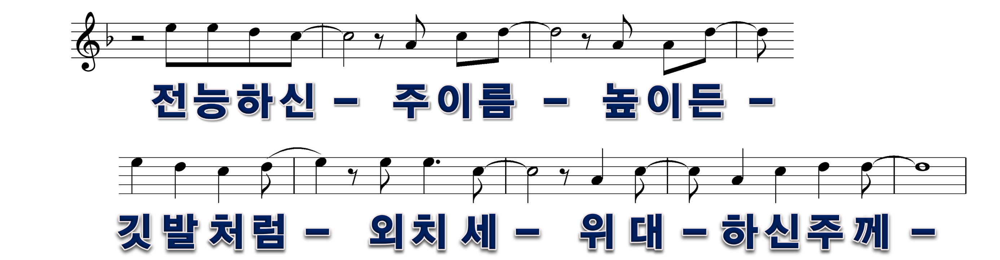 전능하신 - 주이름 - 높이든 -
깃발처럼 - 외치세 - 위대 - 하신주께 -